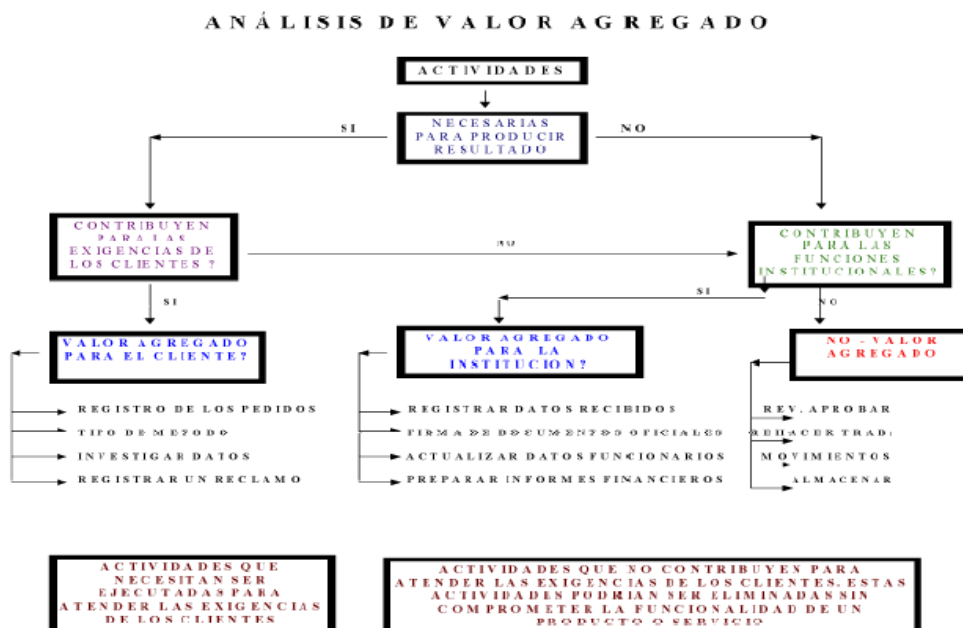 ANÁLISIS DE VALOR AGREGADO
ACTIVIDADES
NECESARIAS
PARA PRODUCIR
RESULTADO
SI
NO
CONTRIBUYEN
PARA LAS
EXIGENCIAS DE
LOS CLIENTES ?
NO
CONTRIBUYEN
PARA LAS
FUNCIONES
INSTITUCIONALES?
SI
SI
NO
VALOR AGREGADO
PARA EL CLIENTE?
VALOR AGREGADO
PARA LA
INSTITUCION?
NO - VALOR
AGREGADO
REGISTRO DE LOS PEDIDOS
TIPO DE METODO
INVESTIGAR DATOS
REGISTRAR UN RECLAMO
REGISTRAR DATOS RECIBIDOS
FIRMA DE DOCUMENTOS OFICIALES
ACTUALIZAR DATOS FUNCIONARIOS
PREPARAR INFORMES FINANCIEROS
REV. APROBAR
REHACER
MOVIMIENTOS
ALMACENAR
ACTIVIDADES QUE
NECESITAN SER
EJECUTADAS PARA
ATENDER LAS EXIGENCIAS
DE LOS CLIENTES
ACTIVIDADES QUE NO CONTRIBUYES PARA
ATENDER LAS EXIGENCIAS DE LOS CLIENTES. ESTAS
ACTIVIDADES PODRIAN SER ELIMINADAS SIN
COMPROMETER LA FUNCIONALIDAD DE UN
PRODUCTO O SERVICIO